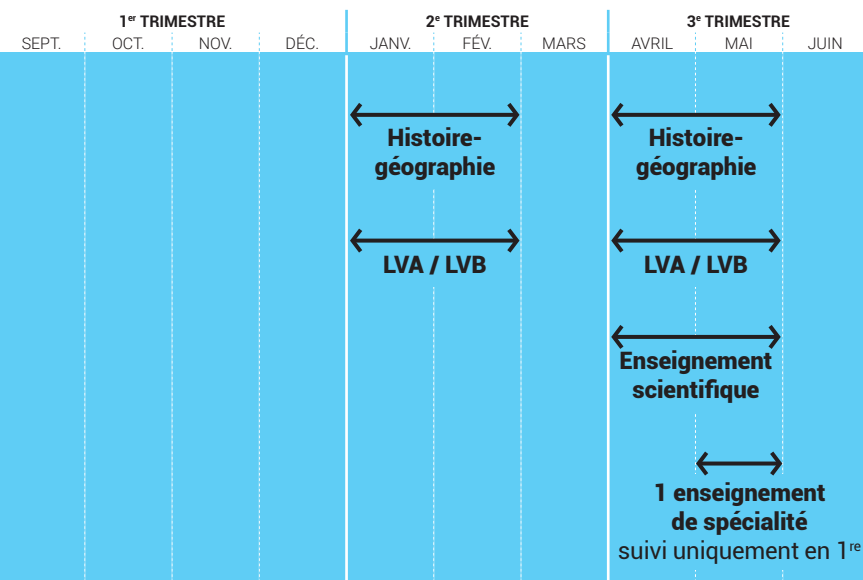 1er TRIMESTRE 2e TRIMESTRE 3e TRIMESTRE
SEPT. OCT. NOV. DÉC. JANV. FÉV. MARS AVRIL MAI JUIN
Histoire-
géographie
Histoire-
géographie
LVA / LVB
LVA / LVB
Enseignement
scientifique
1 enseignement
de spécialité
suivi uniquement en 1re